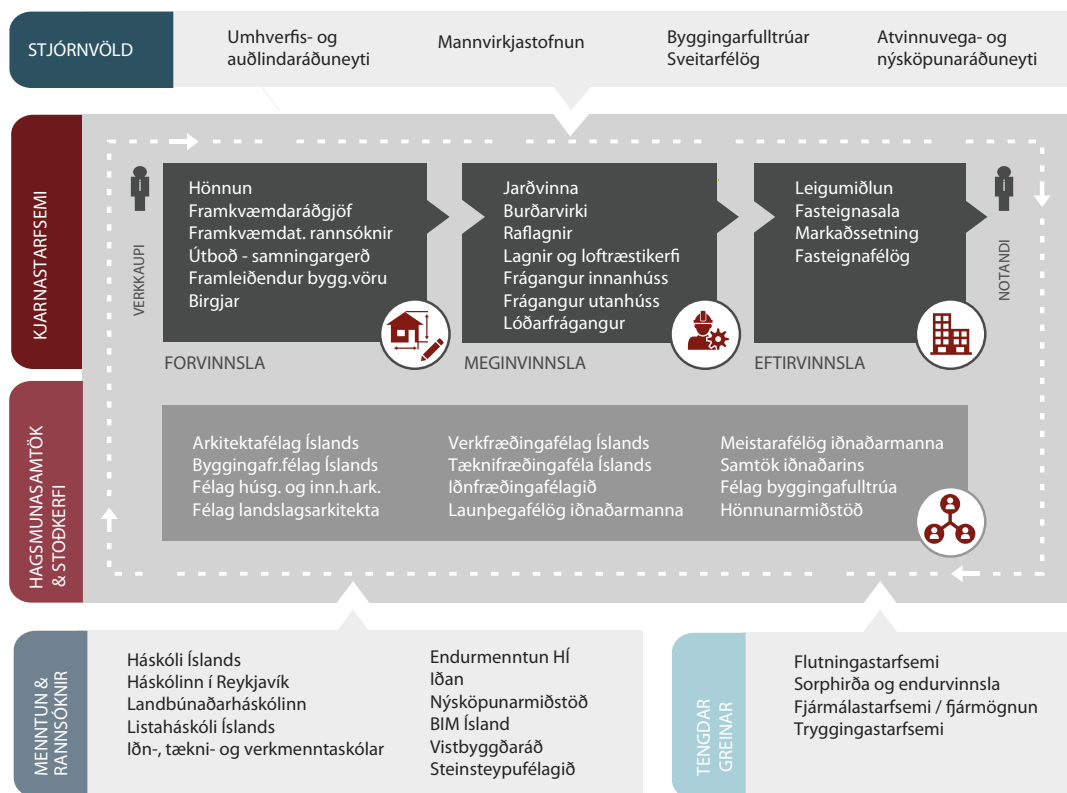 STJÓRNVÖLD
Umhverfis- og
auðlindaráðuneyti
Mannvirkjastofnun
Byggingarfulltrúar
Sveitarfélög
Atvinnuvega- og
nýsköpunaráðuneyti
KJARNASTARFSEMI
VERKKAUPI
Hönnun
Framkvæmdaráðgjöf
Framkvæmdat. rannsóknir
Útboð - samningargerð
Framleiðendur bygg.vöru
Birgjar
FORVINNSLA
Jarðvinna
Burðarvirki
Raflagnir
Lagnir og loftræstikerfi
Frágangur innanhúss
Frágangur utanhúss
Lóðarfrágangur
MEGINVINNSLA
Leigumiðlun
Fasteignasala
Markaðssetning
Fasteignafélög
EFTIRVINNSLA
NOTANDI
HAGSMUNASAMTÖK
& STOÐKERFI
Arkitektafélag Íslands
Byggingafr.félag Íslands
Félag húsg. og inn.h.ark.
Félag landslagsarkitekta
Verkfræðingafélag Íslands
Tæknifræðingaféla Íslands
Iðnfræðingafélagið
Launþegafélög iðnaðarmanna
Meistarafélög iðnaðarmanna
Samtök iðnaðarins
Félag byggingafulltrúa
Hönnunarmiðstöð
MENNTUN &
RANNSÓKNIR
Háskóli Íslands
Háskólinn í Reykjavík
Landbúnaðarháskólinn
Listaháskóli Íslands
Iðn-, tækni- og verkmenntaskólar
Endurmenntun HÍ
Iðan
Nýsköpunarmiðstöð
BIM Ísland
Vistbyggðaráð
Steinsteypufélagið
TENGDAR
GREINAR
Flutningastarfsemi
Sorphirða og endurvinnsla
Fjármálastarfsemi / fjármögnun
Tryggingastarfsemi